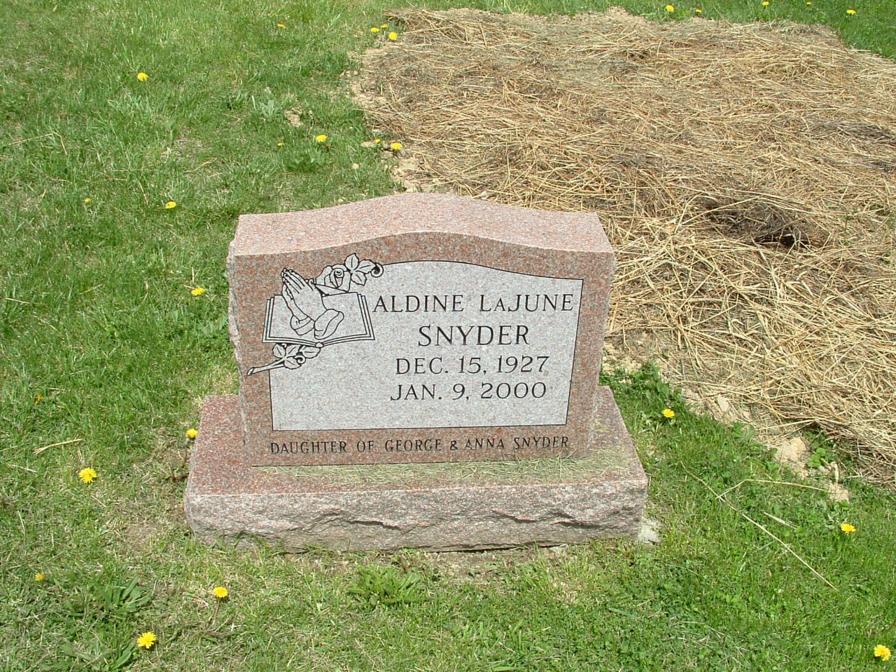 ALDINE LAJUNE
SNYDER
DEC. 15, 1927
JAN. 9, 2000
DAUGHTER OF GEORGE & ANNA SNYDER